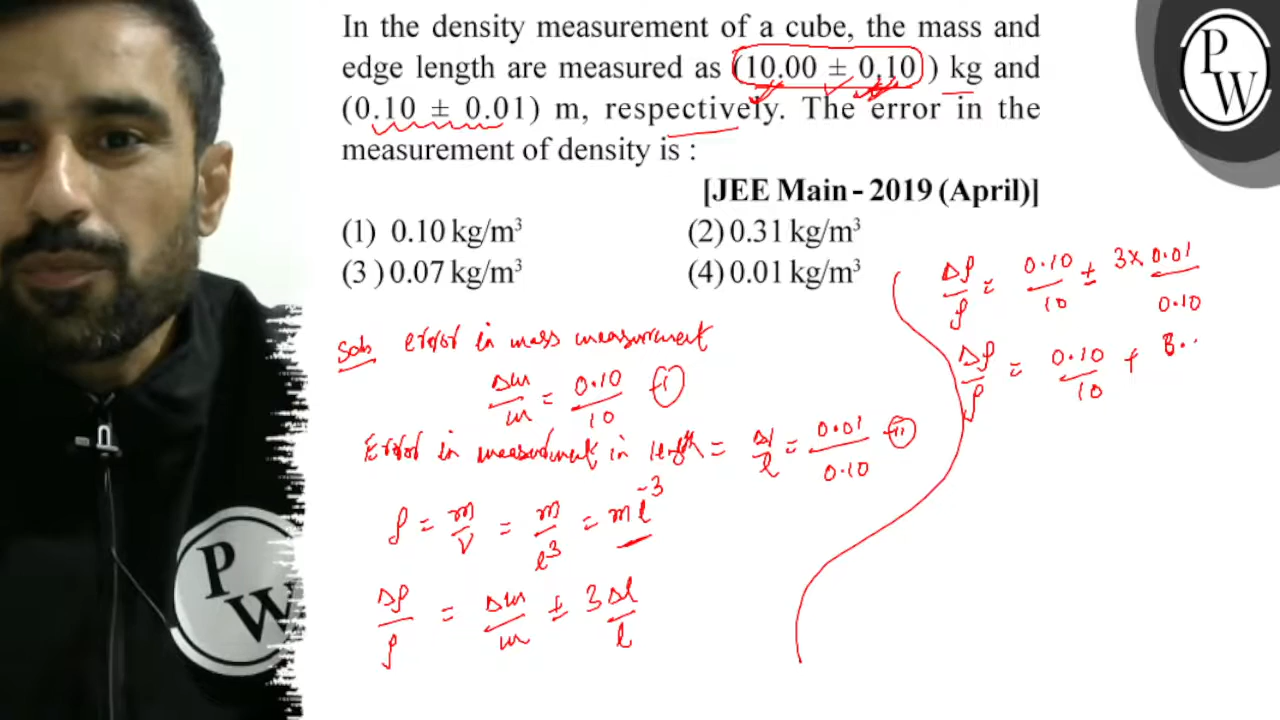 In the density measurement of a cube, the mass and
edge length are measured as (10.00 ± 0.10) kg and
(0.10 ± 0.01) m, respectively. The error in the
measurement of density is :
[JEE Main - 2019 (April)]
(1) 0.10 kg/m³ (2) 0.31 kg/m³
(3 ) 0.07 kg/m³ (4) 0.01 kg/m³
Sol: error in mass measurement
Δm/m = 0.10/10 —(i)
Error in measurement in length = Δl/l = 0.01/0.10 —(ii)
ρ = m/V = m/l³ = ml⁻³
Δρ/ρ = Δm/m ± 3Δl/l
Δρ/ρ = 0.10/10 ± 3×0.01/0.10
Δρ/ρ = 0.10/10 +
PW
PW